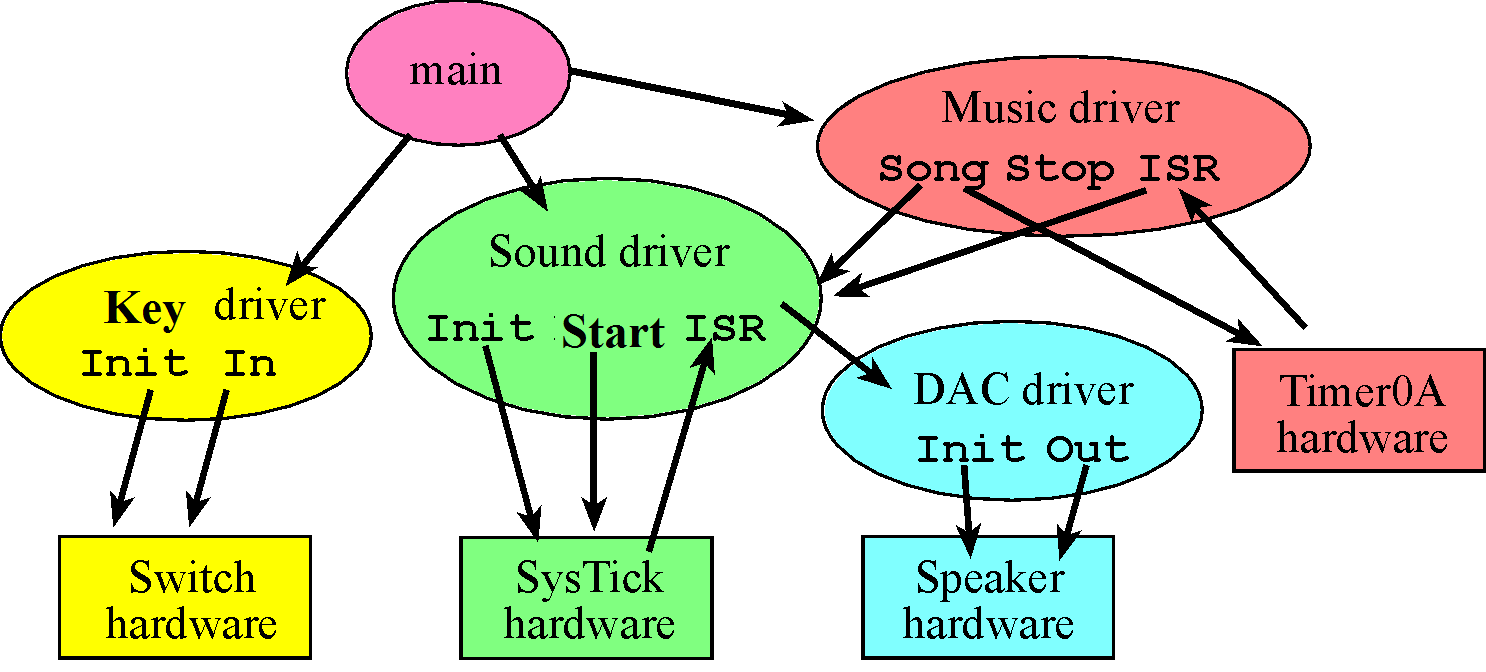 main
Music driver
Song Stop ISR
Sound driver
Init Start ISR
Key driver
Init In
DAC driver
Init Out
Timer0A
hardware
Switch
hardware
SysTick
hardware
Speaker
hardware